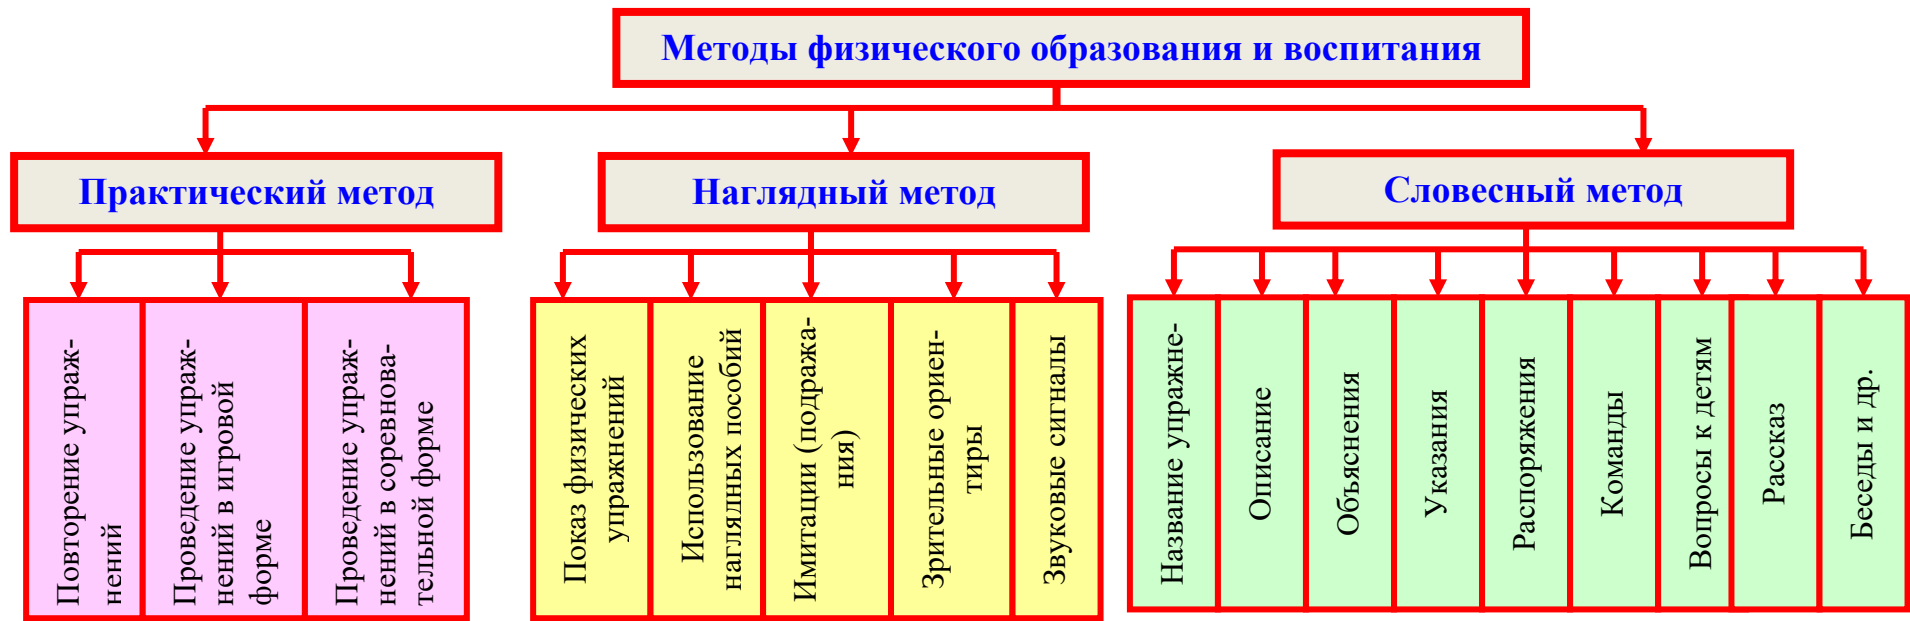 Методы физического образования и воспитания
Практический метод
Наглядный метод
Словесный метод
Повторение упраж-
нений
Проведение упраж-
нений в игровой
форме
Проведение упраж-
нений в соревнова-
тельной форме
Показ физических
упражнений
Использование
наглядных пособий
Имитации (подража-
ния)
Зрительные ориен-
тиры
Звуковые сигналы
Название упражне-
Описание
Объяснения
Указания
Распоряжения
Команды
Вопросы к детям
Рассказ
Беседы и др.